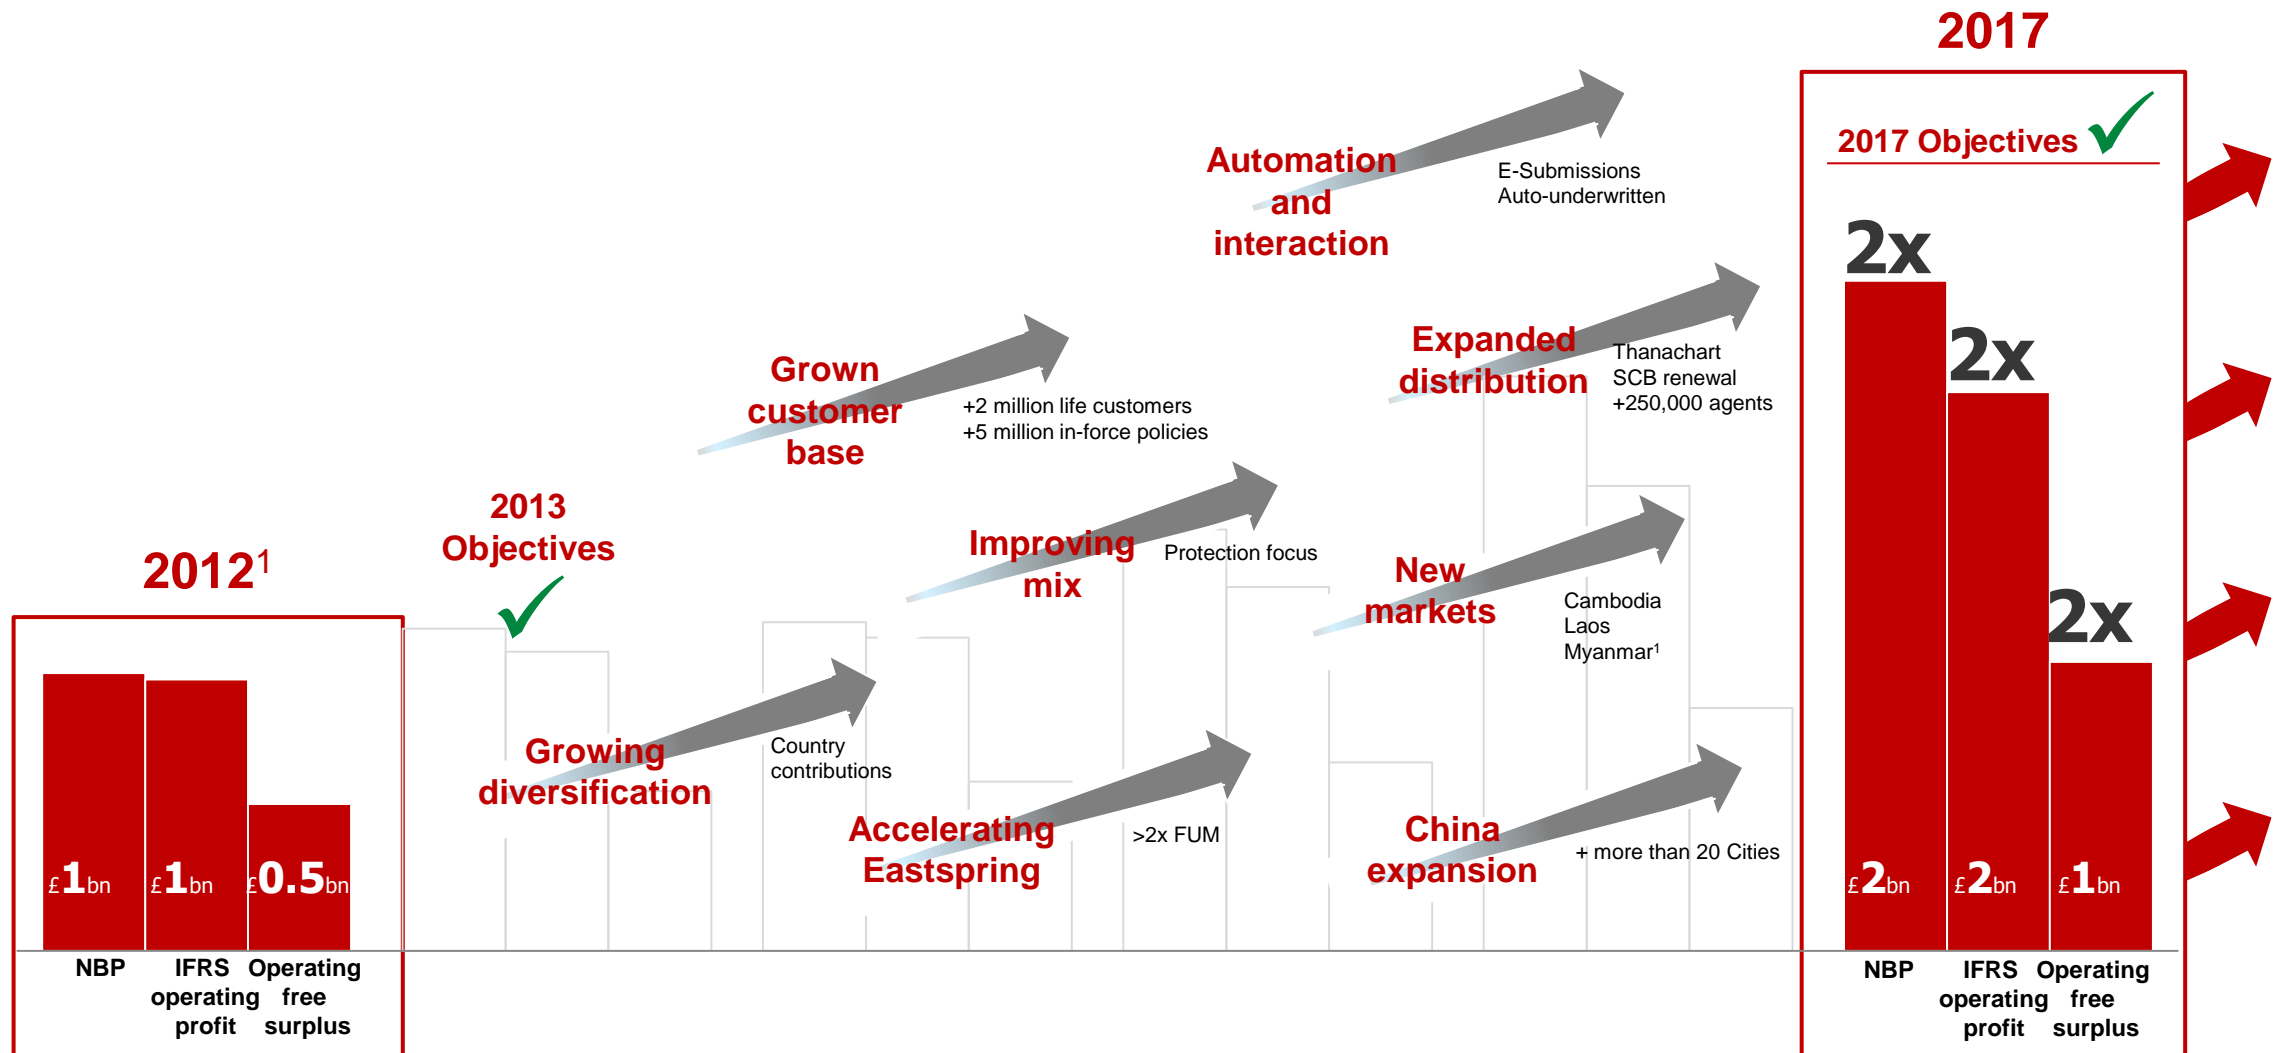 2017
2017 Objectives
Automation
and
interaction
E-Submissions
Auto-underwritten
2x
2x
2x
Expanded
distribution
Thanachart
SCB renewal
+250,000 agents
Grown
customer
base
+2 million life customers
+5 million in-force policies
2013
Objectives
Improving
mix
Protection focus
New
markets
Cambodia
Laos
Myanmar¹
2012¹
Growing
diversification
Country
contributions
Accelerating
Eastspring
>2x FUM
China
expansion
+ more than 20 Cities
£1bn
£1bn
£0.5bn
£2bn
£2bn
£1bn
NBP
IFRS
operating
profit
Operating
free
surplus
NBP
IFRS
operating
profit
Operating
free
surplus